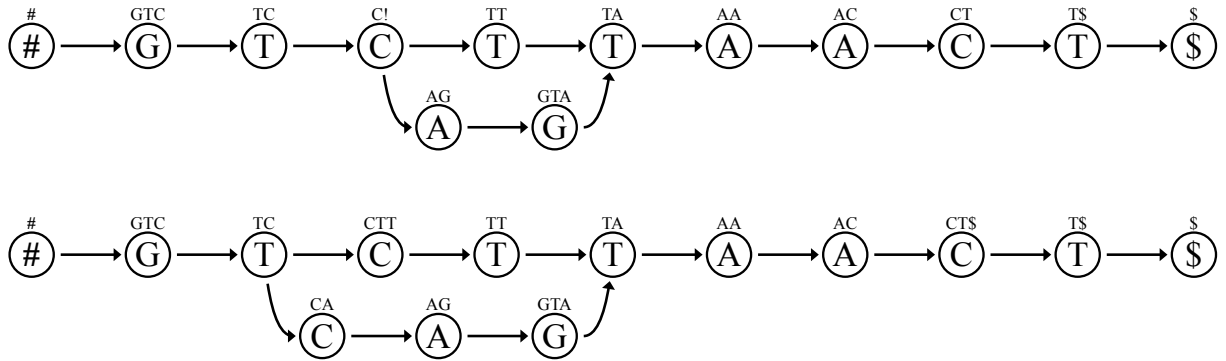 # GTC TC C! TT TA AA AC CT T$ $
# G T C T T A A C T $
AG GTA
A G
# GTC TC CTT TT TA AA AC CT$ T$ $
# G T C T T A A C T $
CA AG GTA
C A G